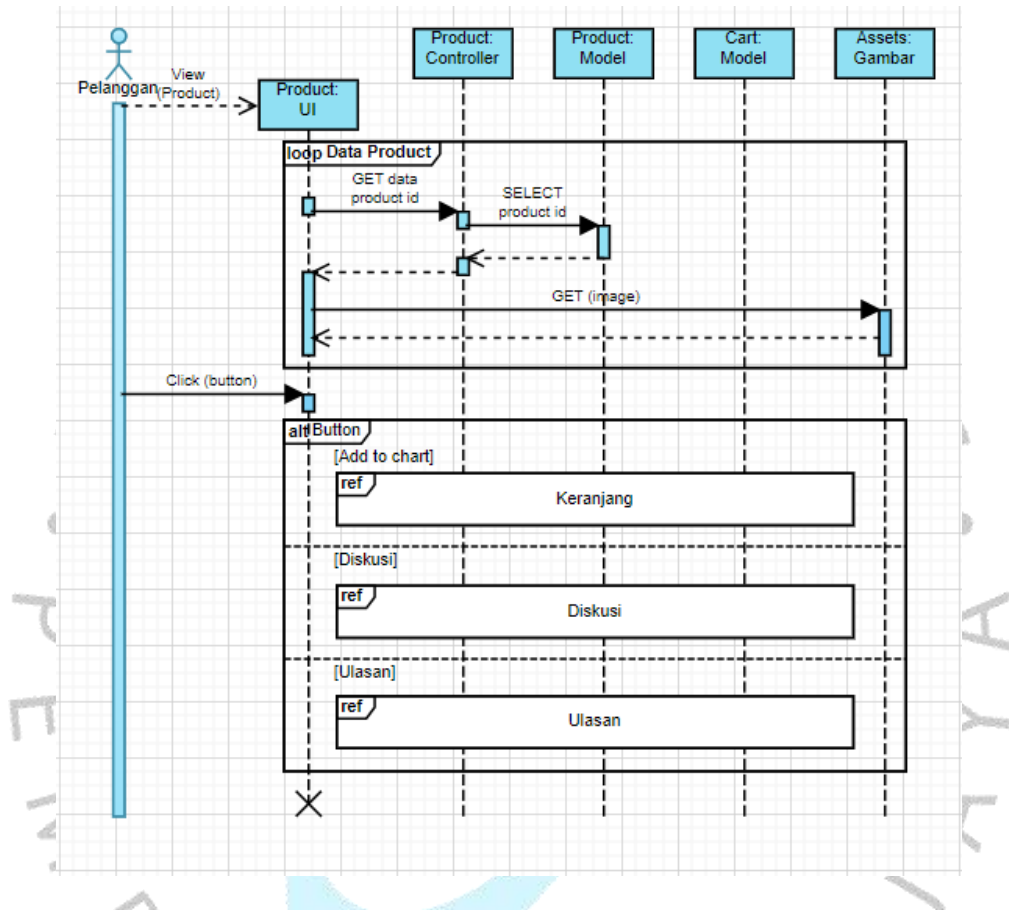 Product:
Controller
Product:
Model
Cart:
Model
Assets:
Gambar
Pelanggan
View
(Product)
Product:
UI
loop Data Product
GET data
product id
SELECT
product id
GET (image)
Click (button)
alt Button
[Add to chart]
ref
Keranjang
[Diskusi]
ref
Diskusi
[Ulasan]
ref
Ulasan